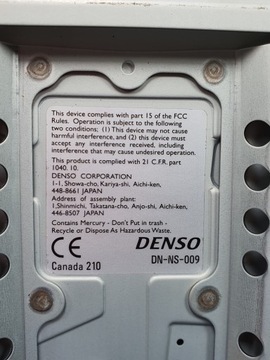 This device complies with part 15 of the FCC
Rules. Operation is subject to the following
two conditions: (1) This device may not cause
harmful interference, and (2) this device must
accept any interference received, including
interference that may cause undesired operation.
This product is complied with 21 C.F.R. part
1040. 10.
DENSO CORPORATION
1-1, Showa-cho, Kariya-shi, Aichi-ken,
448-8661 JAPAN
Address of assembly plant:
1,Shinmichi, Takatana-cho, Anjo-shi, Aichi-ken,
446-8507 JAPAN
Contains Mercury - Don't Put in trash -
Recycle or Dispose As Hazardous Waste.
CE DENSO
Canada 210 DN-NS-009